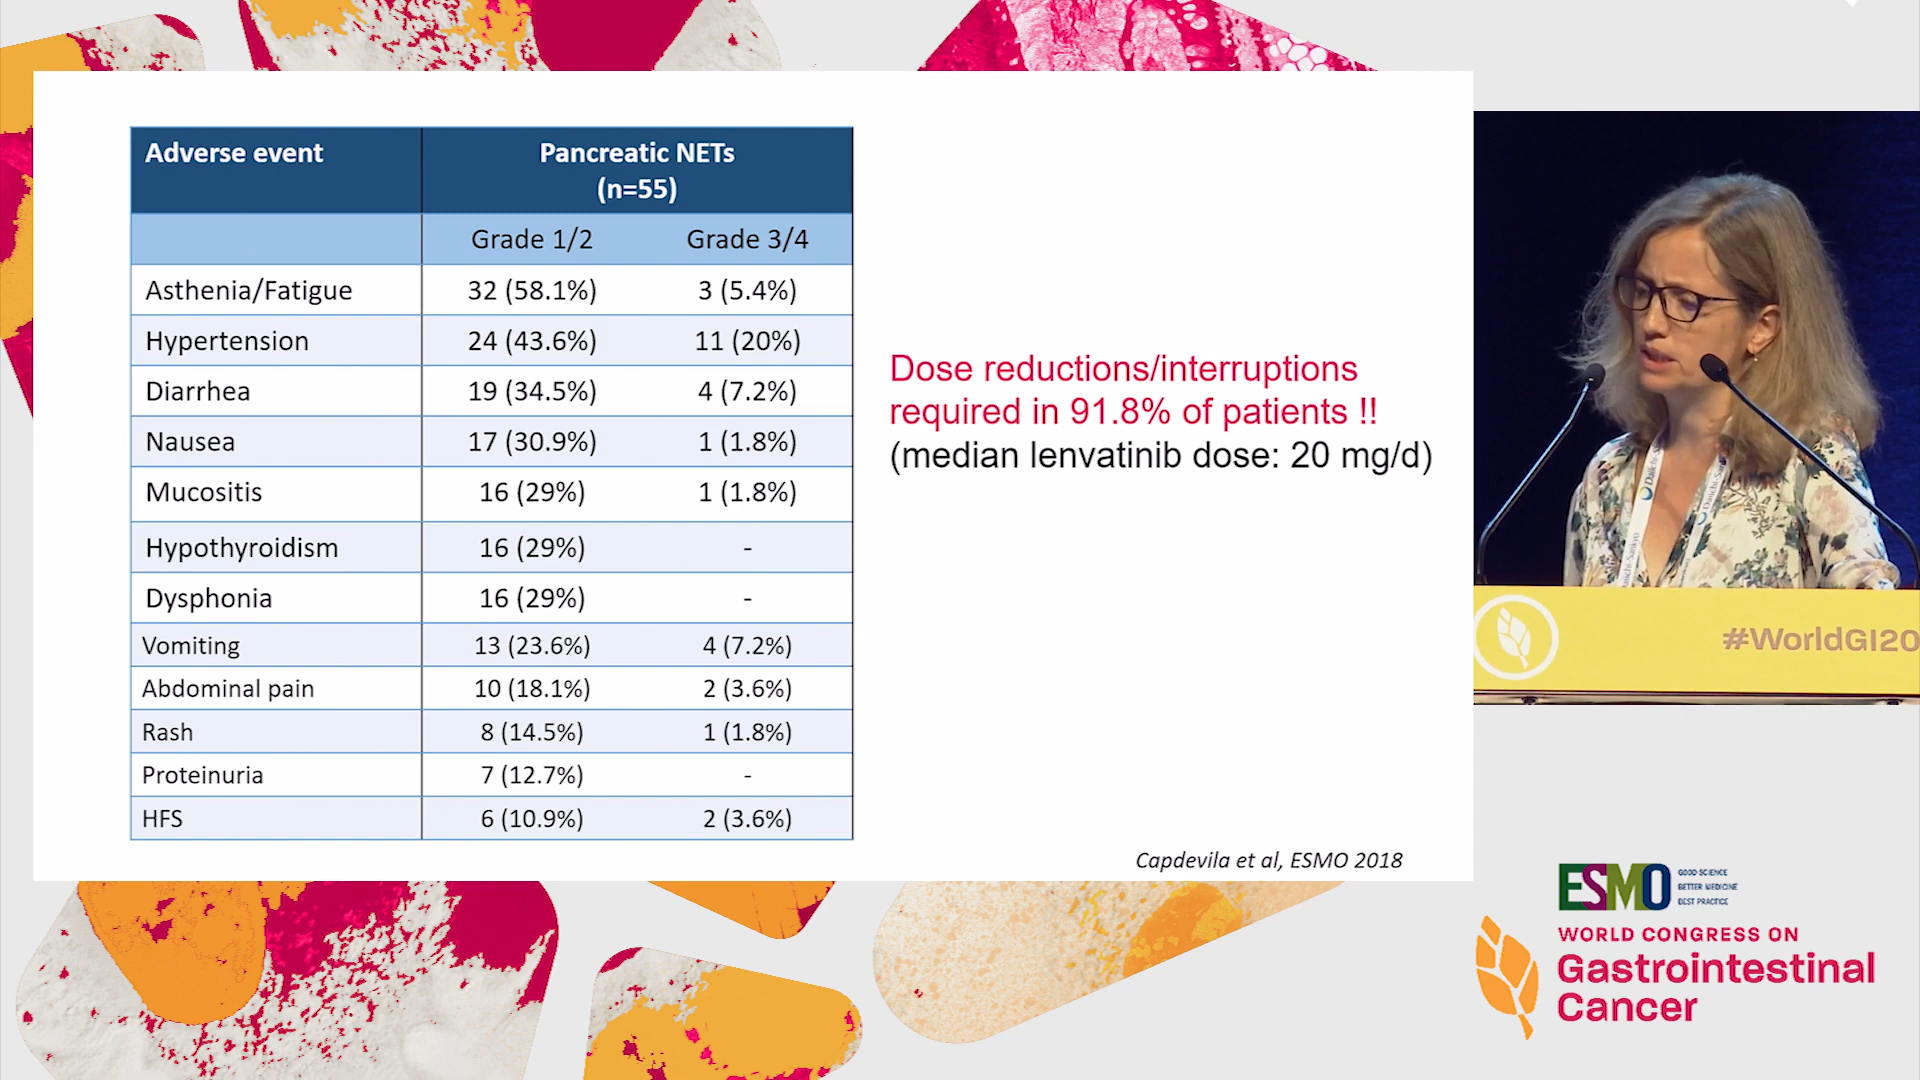 Adverse event Pancreatic NETs
(n=55)
Grade 1/2 Grade 3/4
Asthenia/Fatigue 32 (58.1%) 3 (5.4%)
Hypertension 24 (43.6%) 11 (20%)
Diarrhea 19 (34.5%) 4 (7.2%)
Nausea 17 (30.9%) 1 (1.8%)
Mucositis 16 (29%) 1 (1.8%)
Hypothyroidism 16 (29%) -
Dysphonia 16 (29%) -
Vomiting 13 (23.6%) 4 (7.2%)
Abdominal pain 10 (18.1%) 2 (3.6%)
Rash 8 (14.5%) 1 (1.8%)
Proteinuria 7 (12.7%) -
HFS 6 (10.9%) 2 (3.6%)
Dose reductions/interruptions
required in 91.8% of patients !!
(median lenvatinib dose: 20 mg/d)
Capdevila et al, ESMO 2018
Daiichi-Sankyo
#WorldGI20
ESMO
GOOD SCIENCE
BETTER MEDICINE
BEST PRACTICE
WORLD CONGRESS ON
Gastrointestinal
Cancer